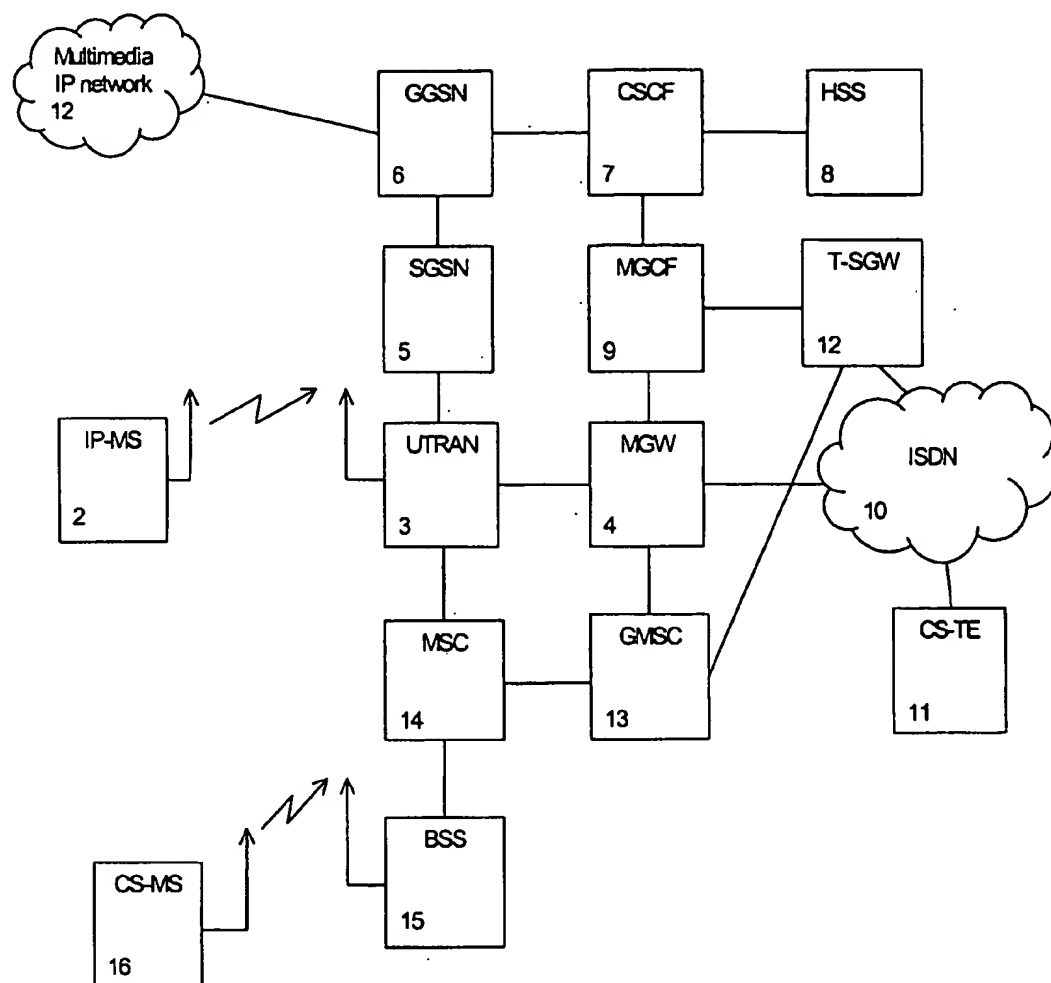 Multimedia
IP network
12
GGSN
6
CSCF
7
HSS
8
SGSN
5
MGCF
9
T-SGW
12
IP-MS
2
UTRAN
3
MGW
4
ISDN
10
MSC
14
GMSC
13
CS-TE
11
CS-MS
16
BSS
15